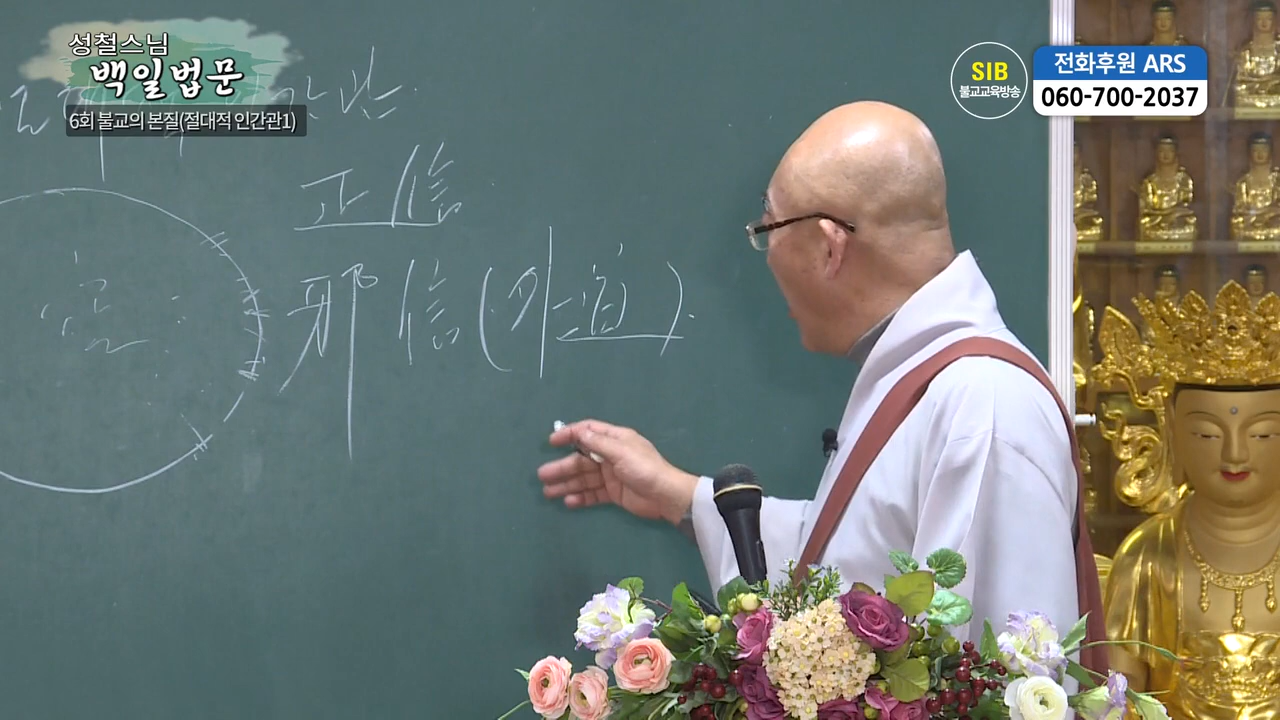 성철스님
백일법문
6회 불교의 본질(절대적 인간관1)
SIB
불교교육방송
전화후원 ARS
060-700-2037
正信
邪信(外道)
공